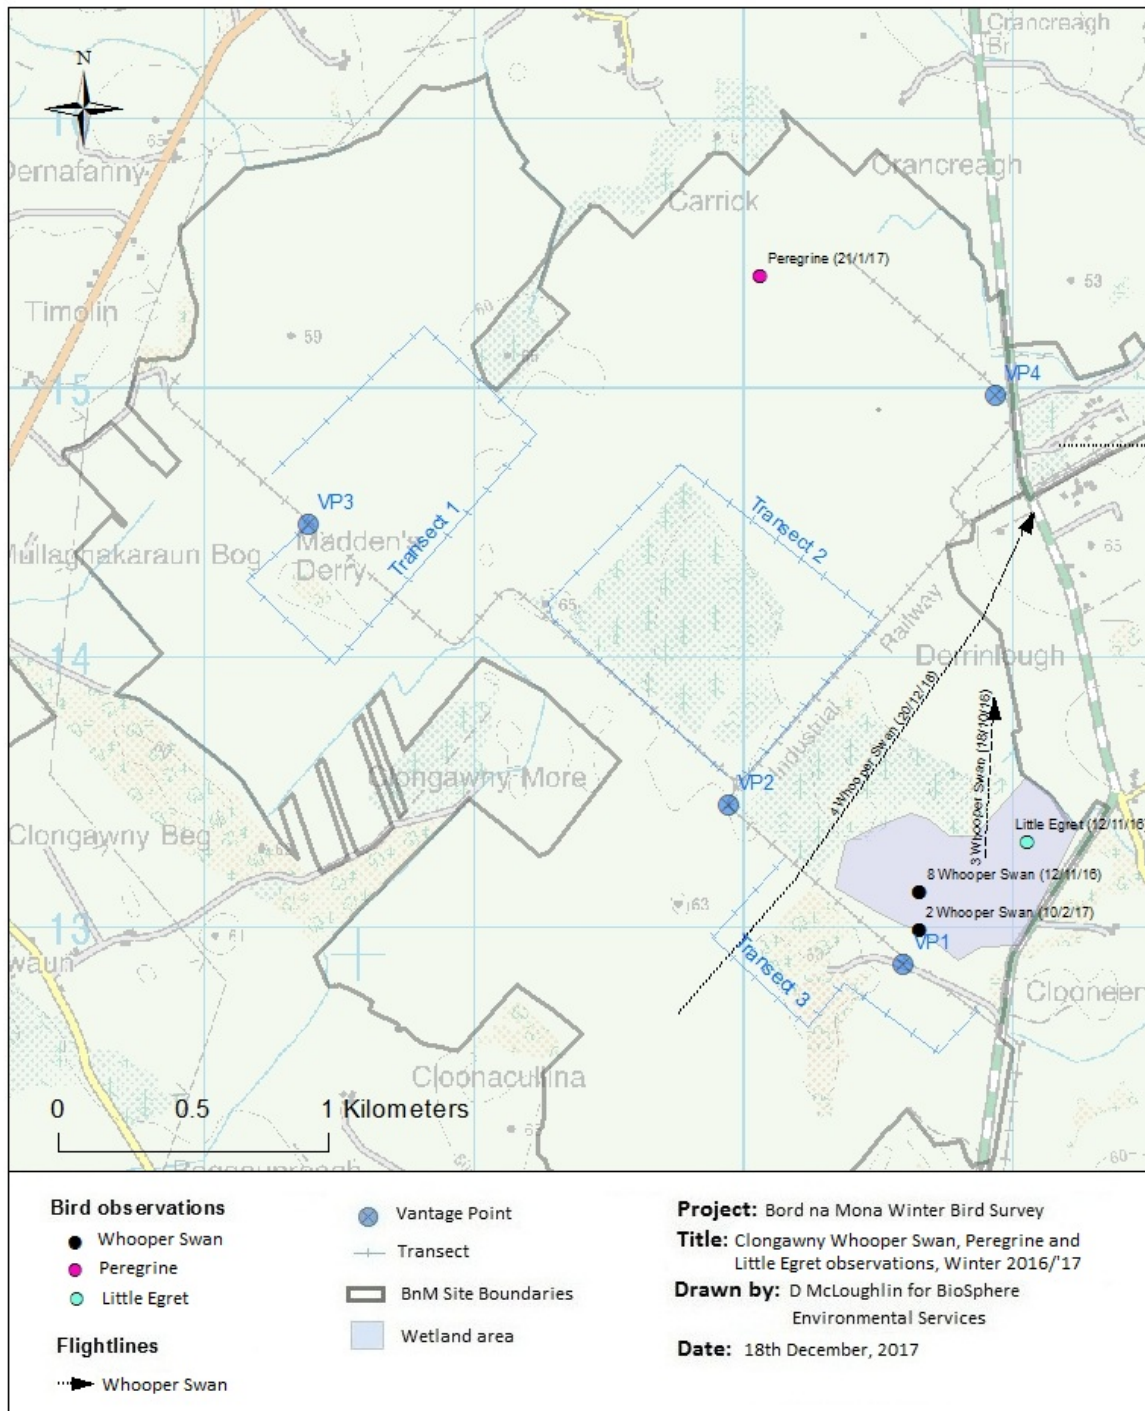 Crancreagh
Br
N
65
Dernafanny
Crancreagh
Carrick
Peregrine (21/1/17)
53
Timolin
60
59
65
VP4
15
VP3
Transect 1
Transect 2
Mullaghakaraun Bog
Madden's
Derry
65
65
Railway
14
Derrinlough
4 Whooper Swan (20/12/16)
3 Whooper Swan (18/10/16)
Industrial
Clongawny More
VP2
Clongawny Beg
Little Egret (12/11/16)
8 Whooper Swan (12/11/16)
63
2 Whooper Swan (10/2/17)
13
61
VP1
Transect 3
Clooneen
Cloonacullina
0 0.5 1 Kilometers
60
Bird observations
Whooper Swan
Peregrine
Little Egret
Flightlines
Whooper Swan
Vantage Point
Transect
BnM Site Boundaries
Wetland area
Project: Bord na Mona Winter Bird Survey
Title: Clongawny Whooper Swan, Peregrine and
Little Egret observations, Winter 2016/'17
Drawn by: D McLoughlin for BioSphere
Environmental Services
Date: 18th December, 2017